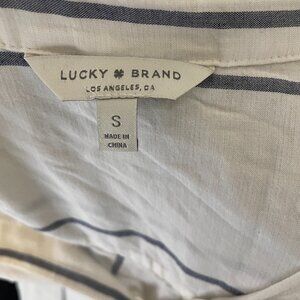 LUCKY BRAND
LOS ANGELES, CA
S
MADE IN
CHINA